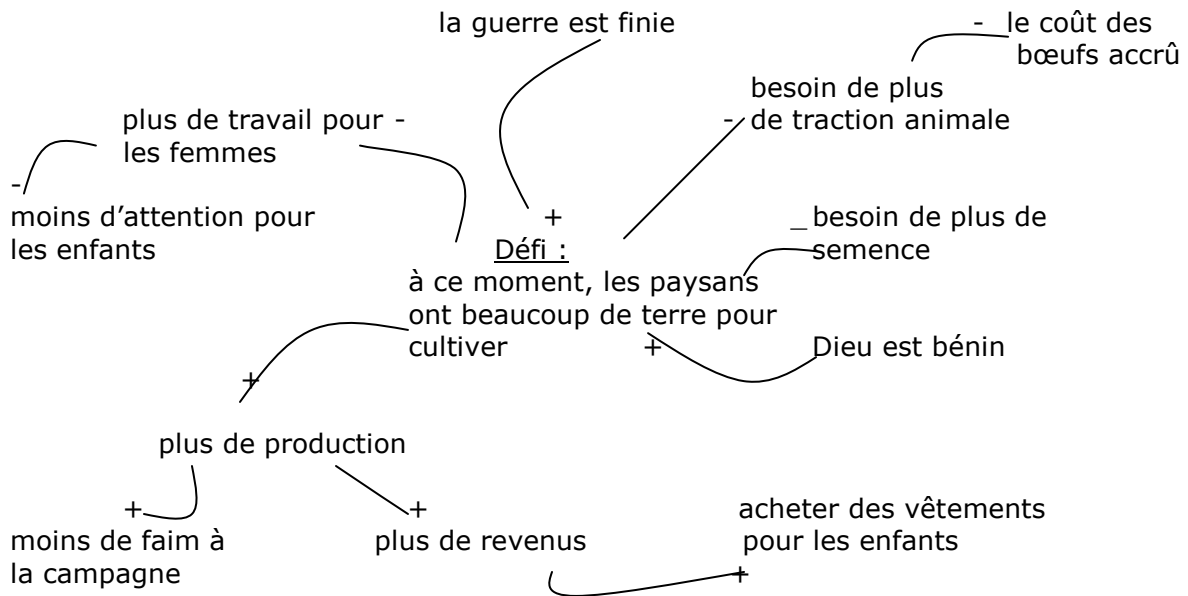 la guerre est finie
- le coût des
bœufs accrû
besoin de plus
- de traction animale
plus de travail pour -
les femmes
-
moins d'attention pour
les enfants
+
Défi :
à ce moment, les paysans
ont beaucoup de terre pour
cultiver
_ besoin de plus de
semence
+
Dieu est bénin
+
plus de production
+
moins de faim à
la campagne
+
plus de revenus
acheter des vêtements
pour les enfants
+